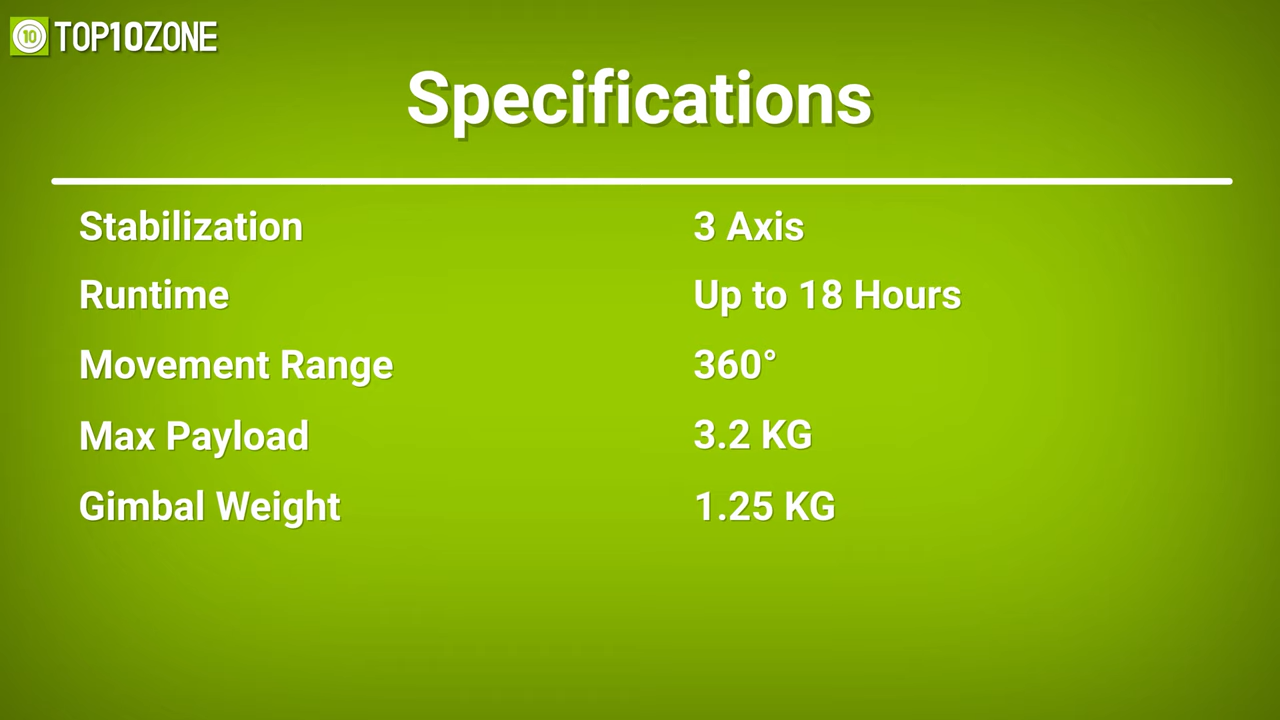 TOP10ZONE
Specifications
Stabilization 3 Axis
Runtime Up to 18 Hours
Movement Range 360°
Max Payload 3.2 KG
Gimbal Weight 1.25 KG